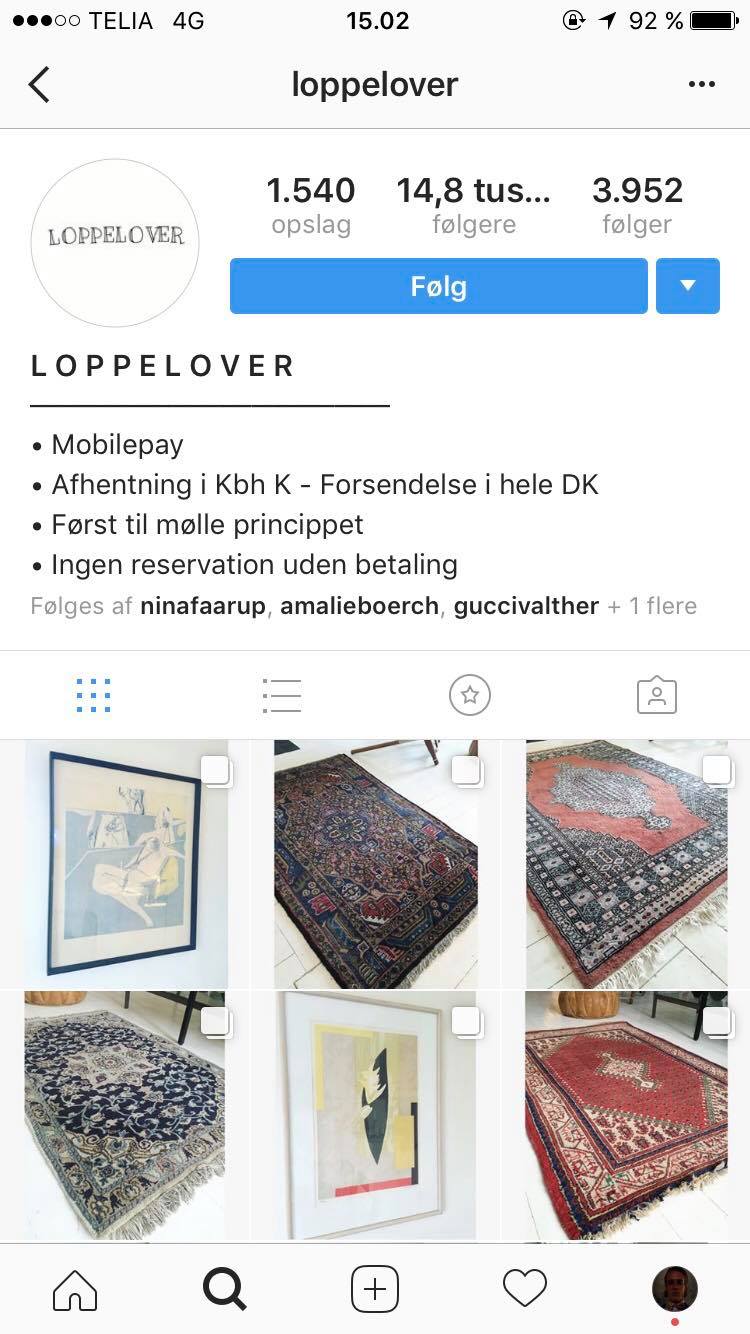 ●●●○○ TELIA 4G 15.02 92 %
loppelover
LOPPELOVER
1.540 14,8 tus... 3.952
opslag følgere følger
Følg
L O P P E L O V E R
• Mobilepay
• Afhentning i Kbh K - Forsendelse i hele DK
• Først til mølle princippet
• Ingen reservation uden betaling
Følges af ninafaarup, amalieboerch, guccivalther + 1 flere